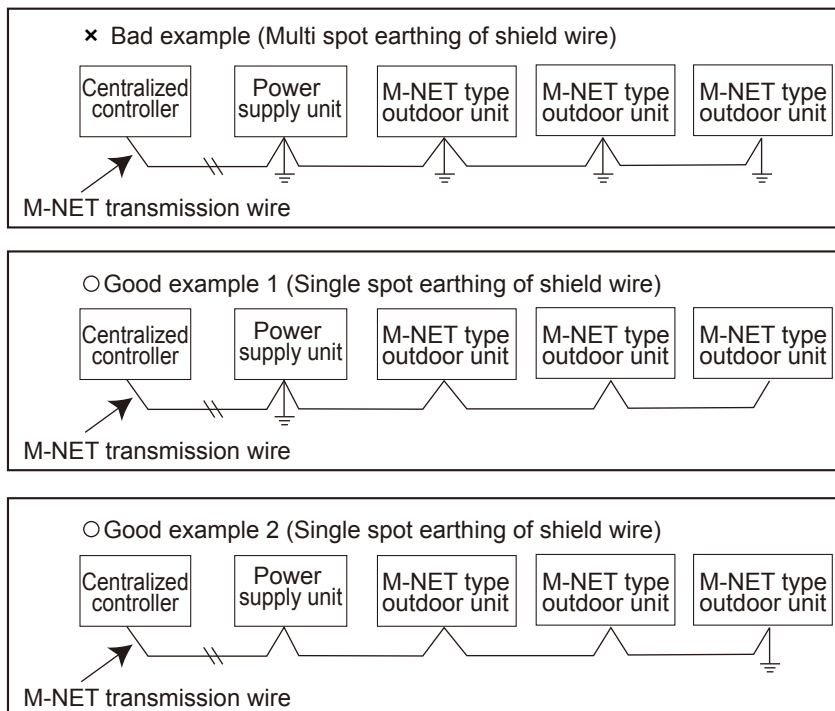 × Bad example (Multi spot earthing of shield wire)
Centralized
controller
Power
supply unit
M-NET type
outdoor unit
M-NET type
outdoor unit
M-NET type
outdoor unit
M-NET transmission wire
○ Good example 1 (Single spot earthing of shield wire)
Centralized
controller
Power
supply unit
M-NET type
outdoor unit
M-NET type
outdoor unit
M-NET type
outdoor unit
M-NET transmission wire
○ Good example 2 (Single spot earthing of shield wire)
Centralized
controller
Power
supply unit
M-NET type
outdoor unit
M-NET type
outdoor unit
M-NET type
outdoor unit
M-NET transmission wire